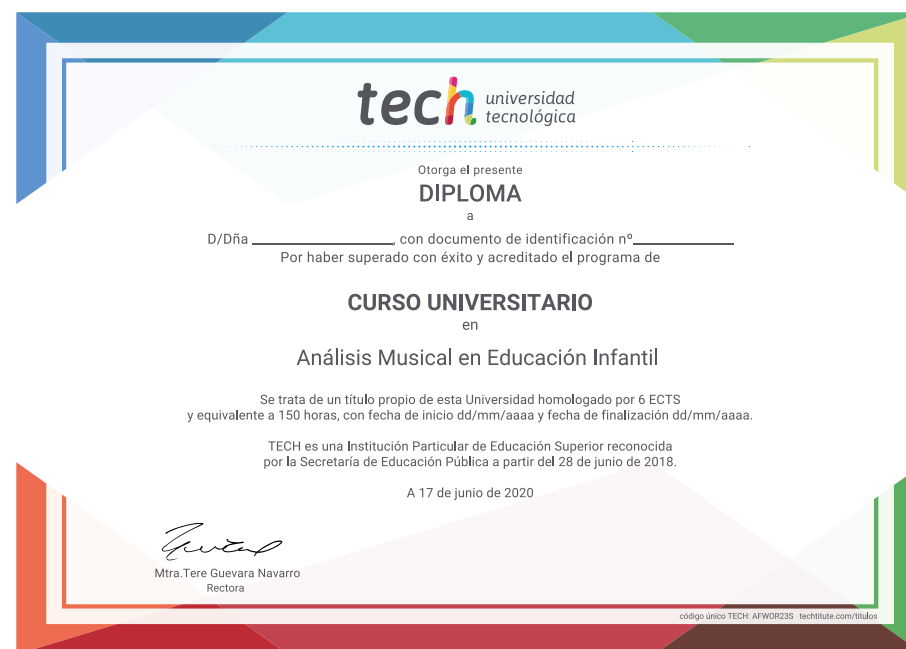 tech universidad
tecnológica
Otorga el presente
DIPLOMA
a
D/Dña ____________________, con documento de identificación nº______________
Por haber superado con éxito y acreditado el programa de
CURSO UNIVERSITARIO
en
Análisis Musical en Educación Infantil
Se trata de un título propio de esta Universidad homologado por 6 ECTS
y equivalente a 150 horas, con fecha de inicio dd/mm/aaaa y fecha de finalización dd/mm/aaaa.
TECH es una Institución Particular de Educación Superior reconocida
por la Secretaría de Educación Pública a partir del 28 de junio de 2018.
A 17 de junio de 2020
Mtra.Tere Guevara Navarro
Rectora
código único TECH: AFWOR23S techtitute.com/titulos